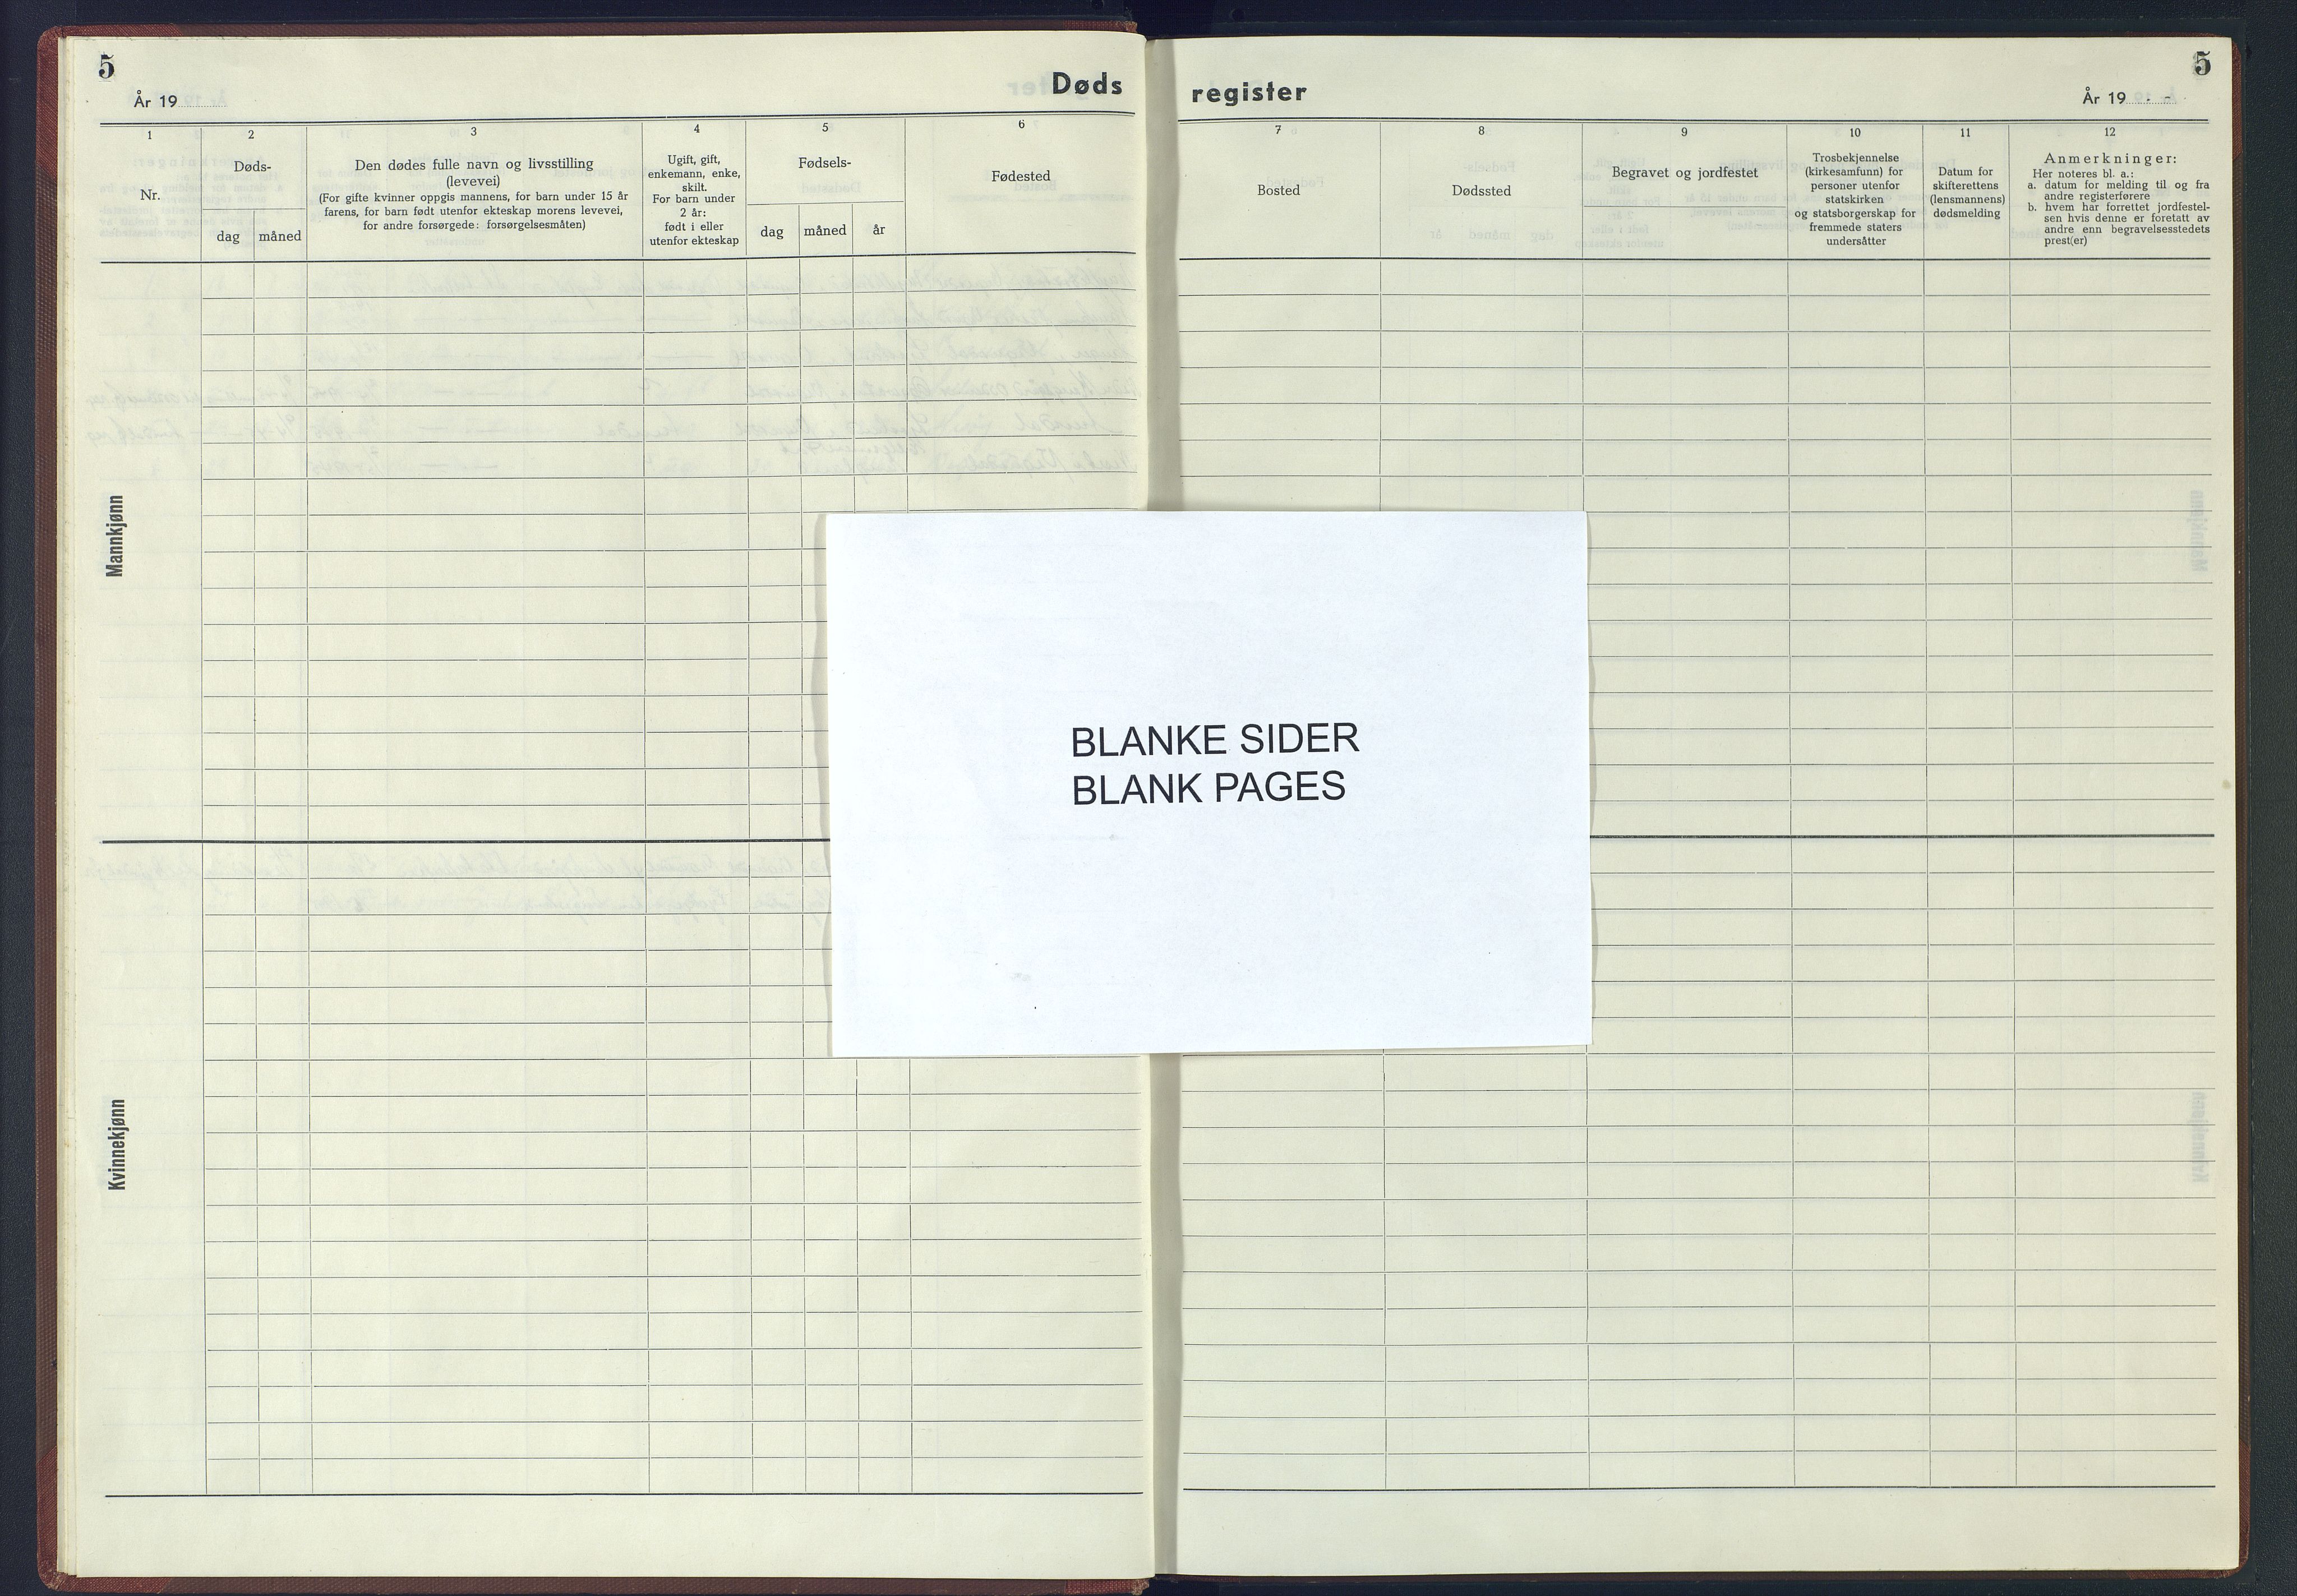 5
År 19
Døds
1
2
3
4
5
6
Nr.
Døds-
dag
måned
Den dødes fulle navn og livsstilling
(levevei)
(For gifte kvinner oppgis mannens, for barn under 15 år
farens, for barn født utenfor ekteskap morens levevei,
for andre forsørgede: forsørgelsesmåten)
Ugift, gift,
enkemann, enke,
skilt.
For barn under
2 år:
født i eller
utenfor ekteskap
Fødsels-
dag
måned
år
Fødested
Mannkjønn
Kvinnekjønn
register
År 19
5
7
8
9
10
11
12
Bosted
Dødssted
Begravet og jordfestet
Trosbekjennelse
(kirkesamfunn) for
personer utenfor
statskirken
og statsborgerskap for
fremmede staters
undersåtter
Datum for
skifterettens
(lensmannens)
dødsmelding
Anmerkninger:
Her noteres bl. a.:
a. datum for melding til og fra
andre registerførere
b. hvem har forrettet jordfestel-
sen hvis denne er foretatt av
andre enn begravelsesstedets
prest(er)
BLANKE SIDER
BLANK PAGES